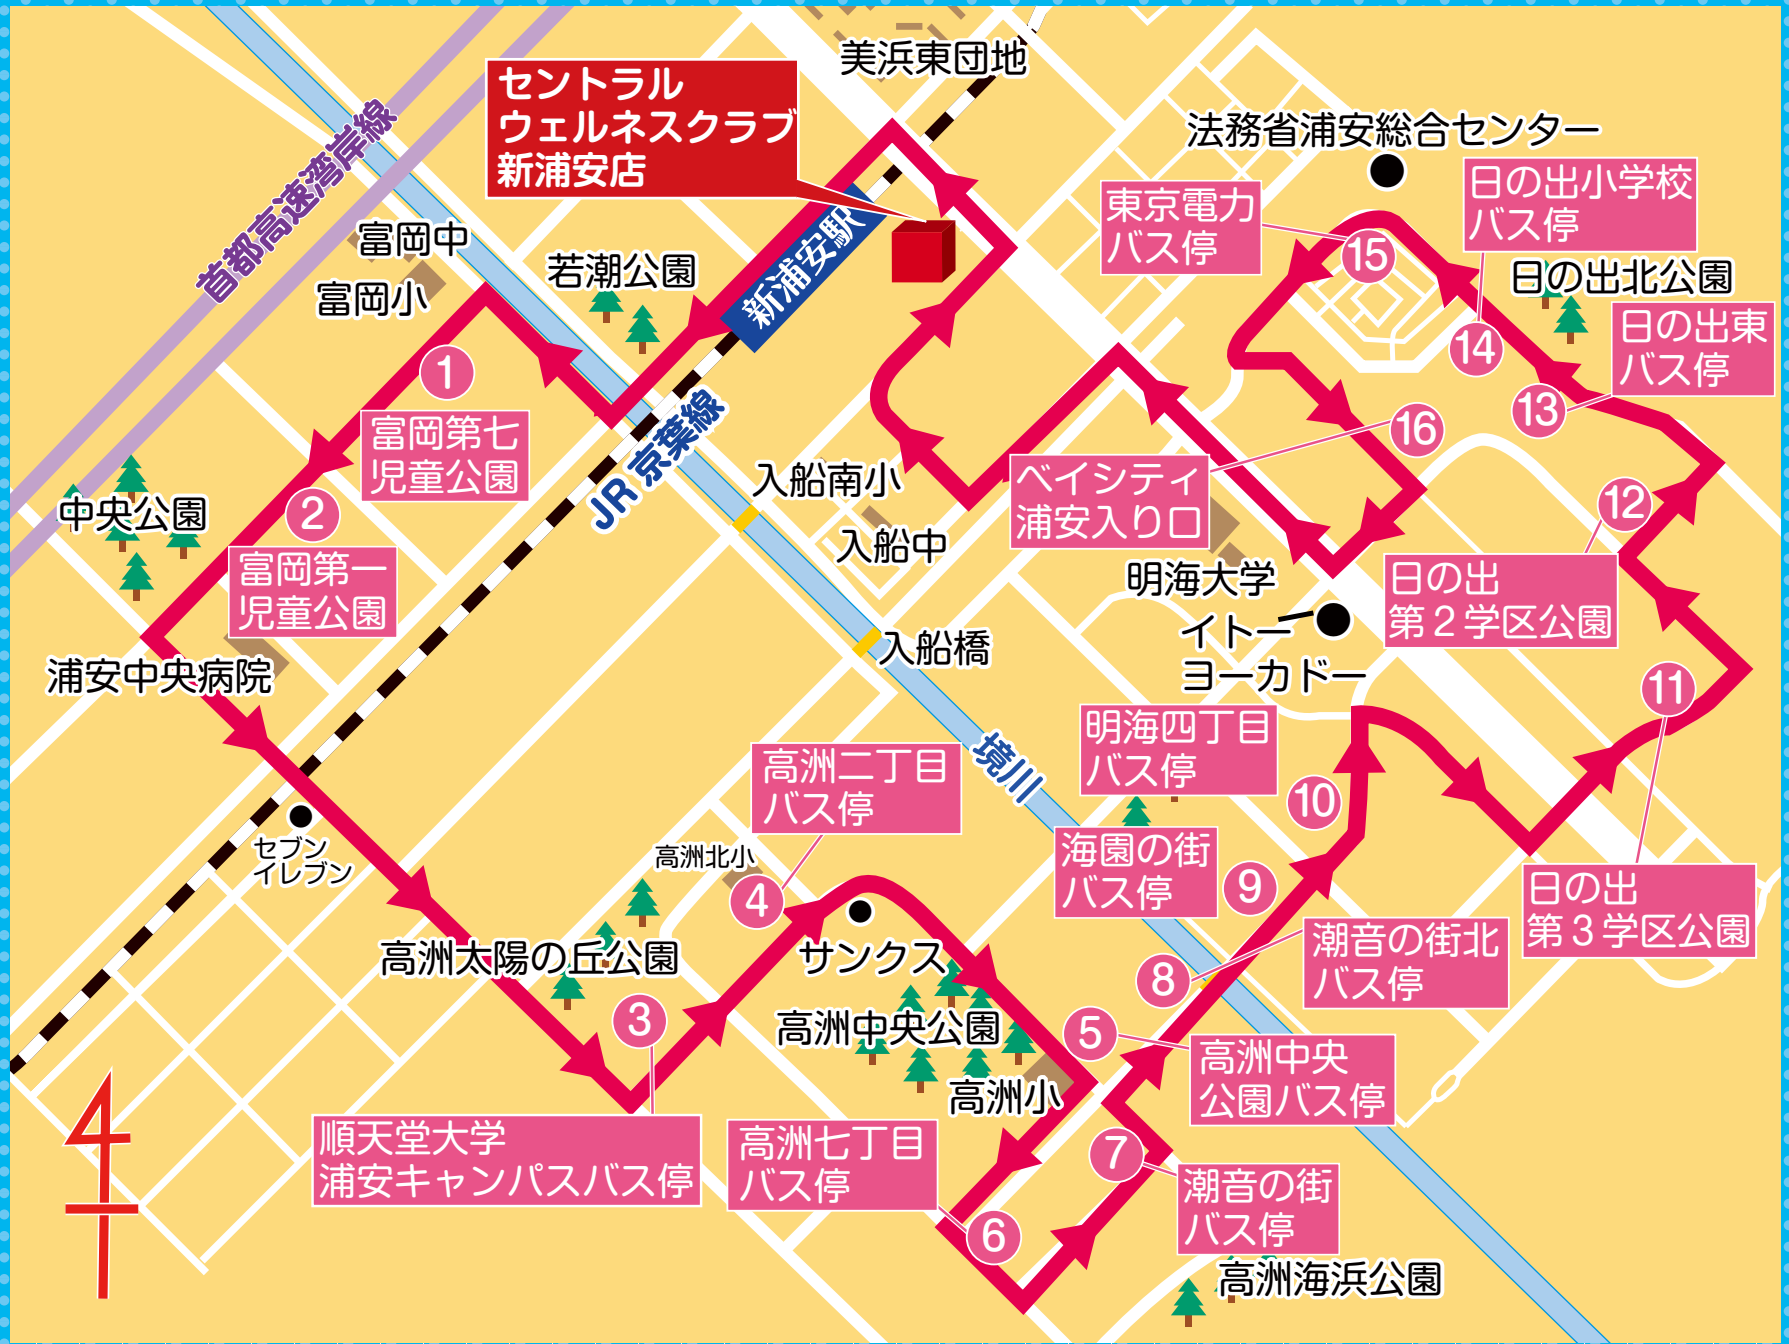 美浜東団地
セントラル
ウェルネスクラブ
新浦安店
法務省浦安総合センター
首都高速湾岸線
東京電力
バス停
日の出小学校
バス停
富岡中
富岡小
若潮公園
新浦安駅
15
日の出北公園
日の出東
バス停
14
1
13
富岡第七
児童公園
JR 京葉線
16
ベイシティ
浦安入り口
入船南小
入船中
12
中央公園
2
富岡第一
児童公園
明海大学
日の出
第2学区公園
イトー
ヨーカドー
入船橋
浦安中央病院
11
明海四丁目
バス停
高洲二丁目
バス停
境川
10
セブン
イレブン
高洲北小
4
海園の街
バス停
9
日の出
第3学区公園
高洲太陽の丘公園
サンクス
潮音の街北
バス停
8
3
高洲中央公園
5
高洲中央
公園バス停
高洲小
順天堂大学
浦安キャンパスバス停
高洲七丁目
バス停
7
潮音の街
バス停
6
高洲海浜公園